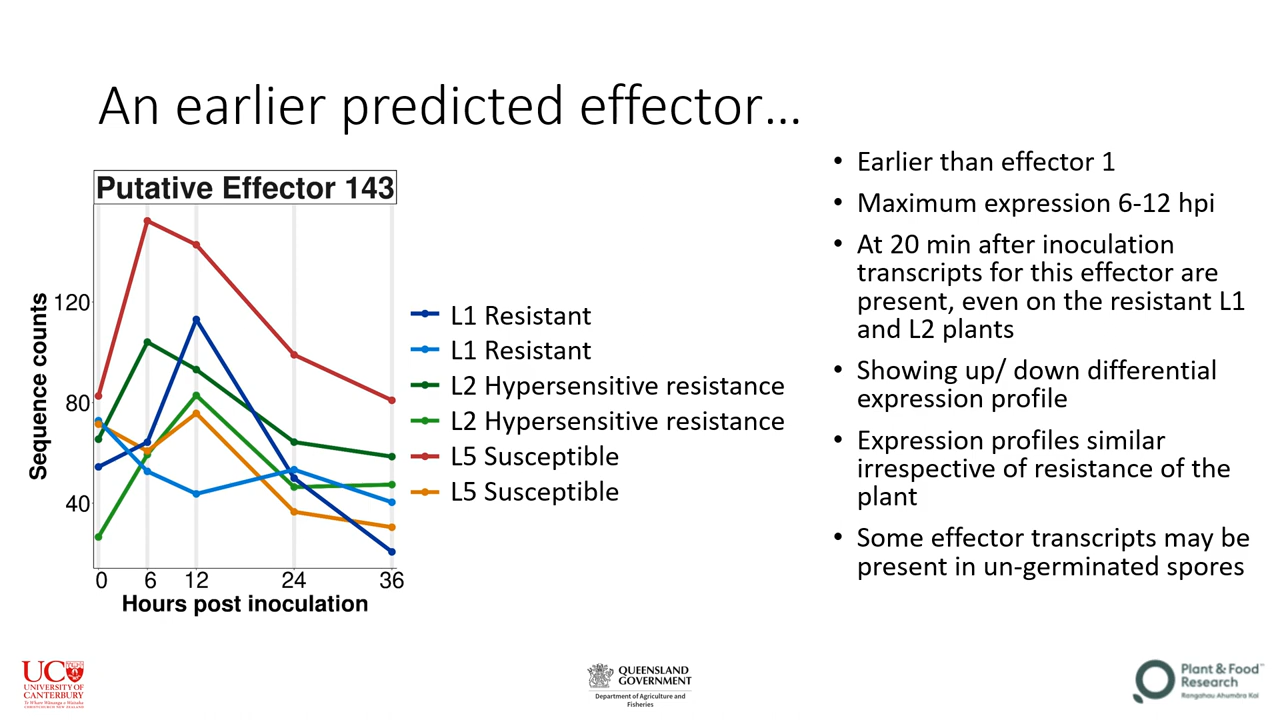 An earlier predicted effector...
Putative Effector 143
Sequence counts
120
80
40
0 6 12 24 36
Hours post inoculation
L1 Resistant
L1 Resistant
L2 Hypersensitive resistance
L2 Hypersensitive resistance
L5 Susceptible
L5 Susceptible
• Earlier than effector 1
• Maximum expression 6-12 hpi
• At 20 min after inoculation
transcripts for this effector are
present, even on the resistant L1
and L2 plants
• Showing up/ down differential
expression profile
• Expression profiles similar
irrespective of resistance of the
plant
• Some effector transcripts may be
present in un-germinated spores
UC
UNIVERSITY OF
CANTERBURY
Te Whare Wānanga o Waitaha
CHRISTCHURCH NEW ZEALAND
QUEENSLAND
GOVERNMENT
Department of Agriculture and
Fisheries
Plant & Food
Research
Rangahau Ahumāra Kai